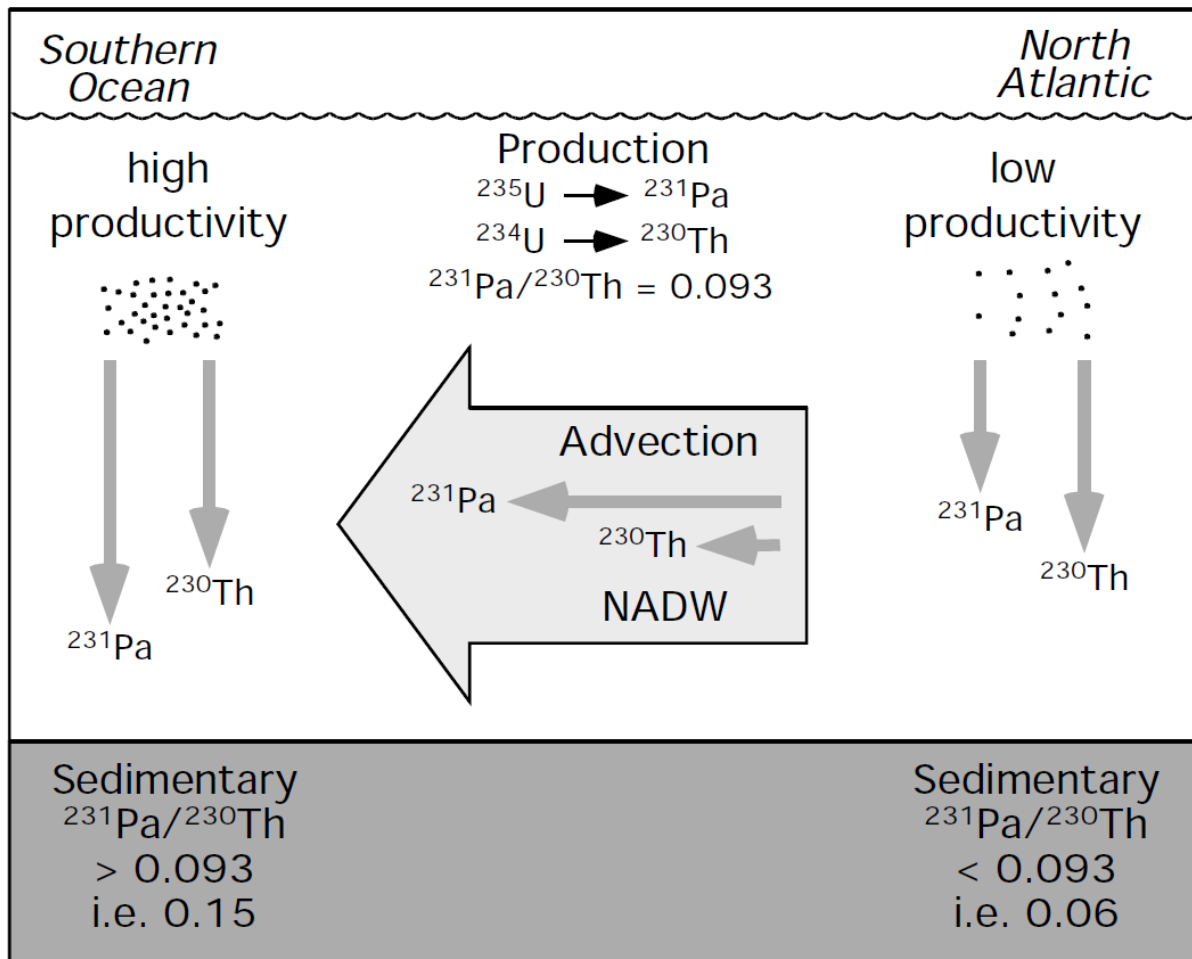 Southern
Ocean
North
Atlantic
high
productivity
Production
²³⁵U → ²³¹Pa
²³⁴U → ²³⁰Th
²³¹Pa/²³⁰Th = 0.093
low
productivity
Advection
²³¹Pa
²³⁰Th
NADW
²³⁰Th
²³¹Pa
²³¹Pa
²³⁰Th
Sedimentary
²³¹Pa/²³⁰Th
> 0.093
i.e. 0.15
Sedimentary
²³¹Pa/²³⁰Th
< 0.093
i.e. 0.06